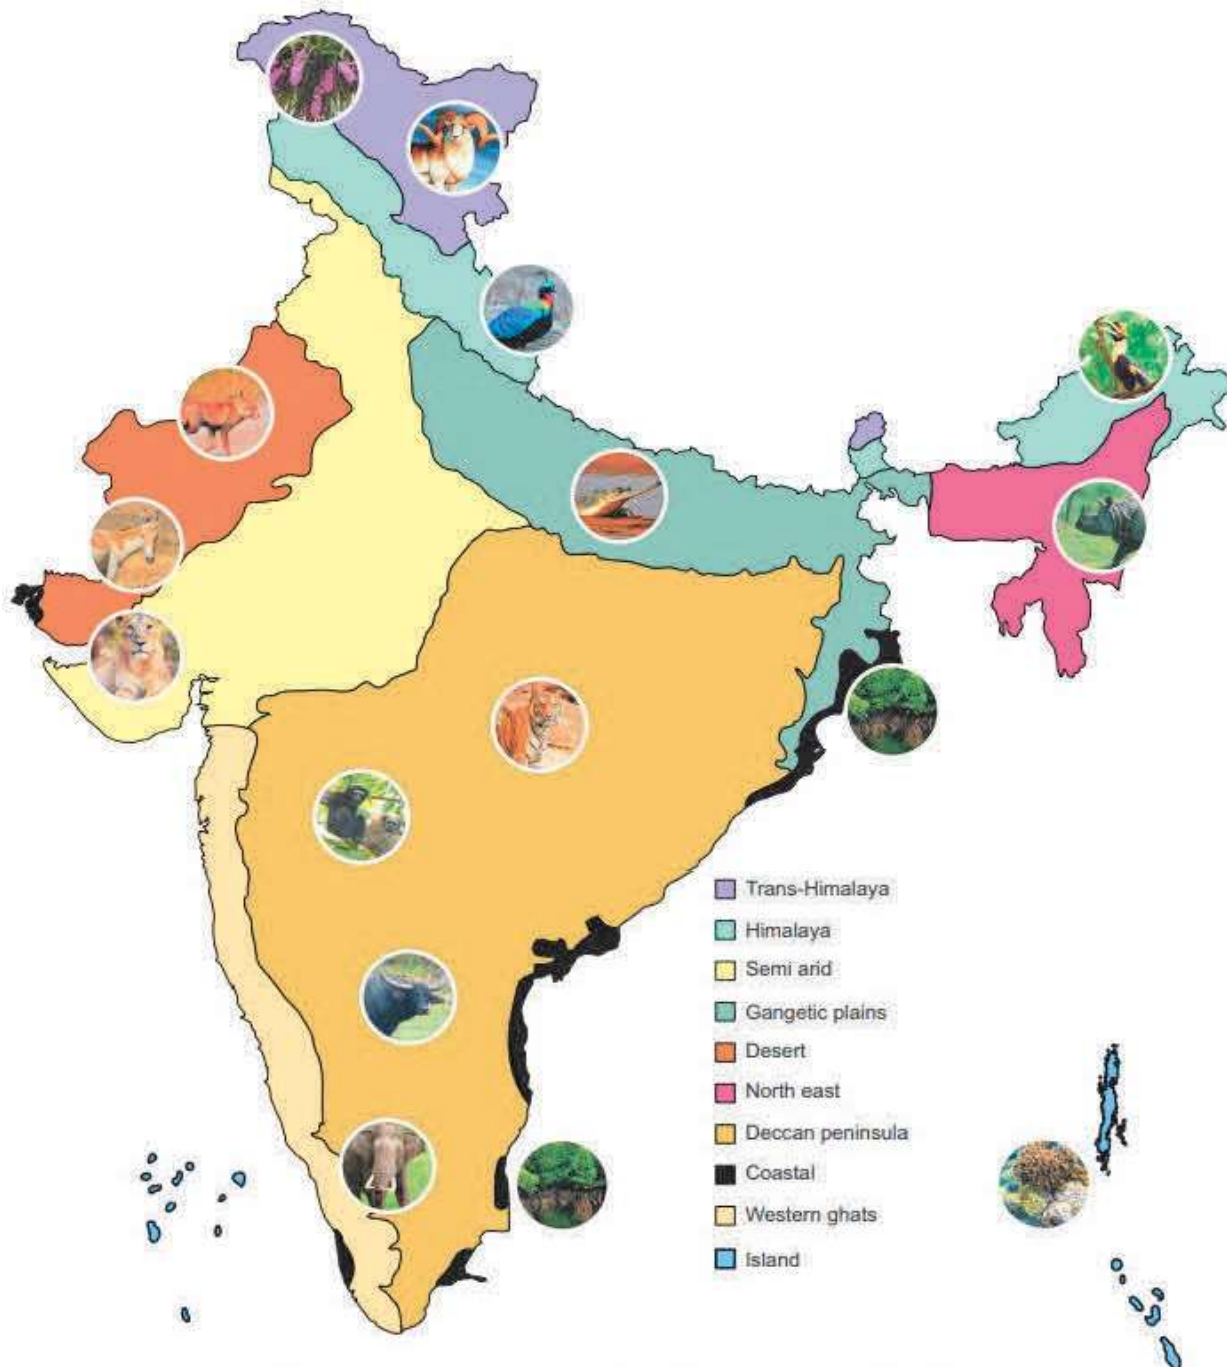 Trans-Himalaya
Himalaya
Semi arid
Gangetic plains
Desert
North east
Deccan peninsula
Coastal
Western ghats
Island